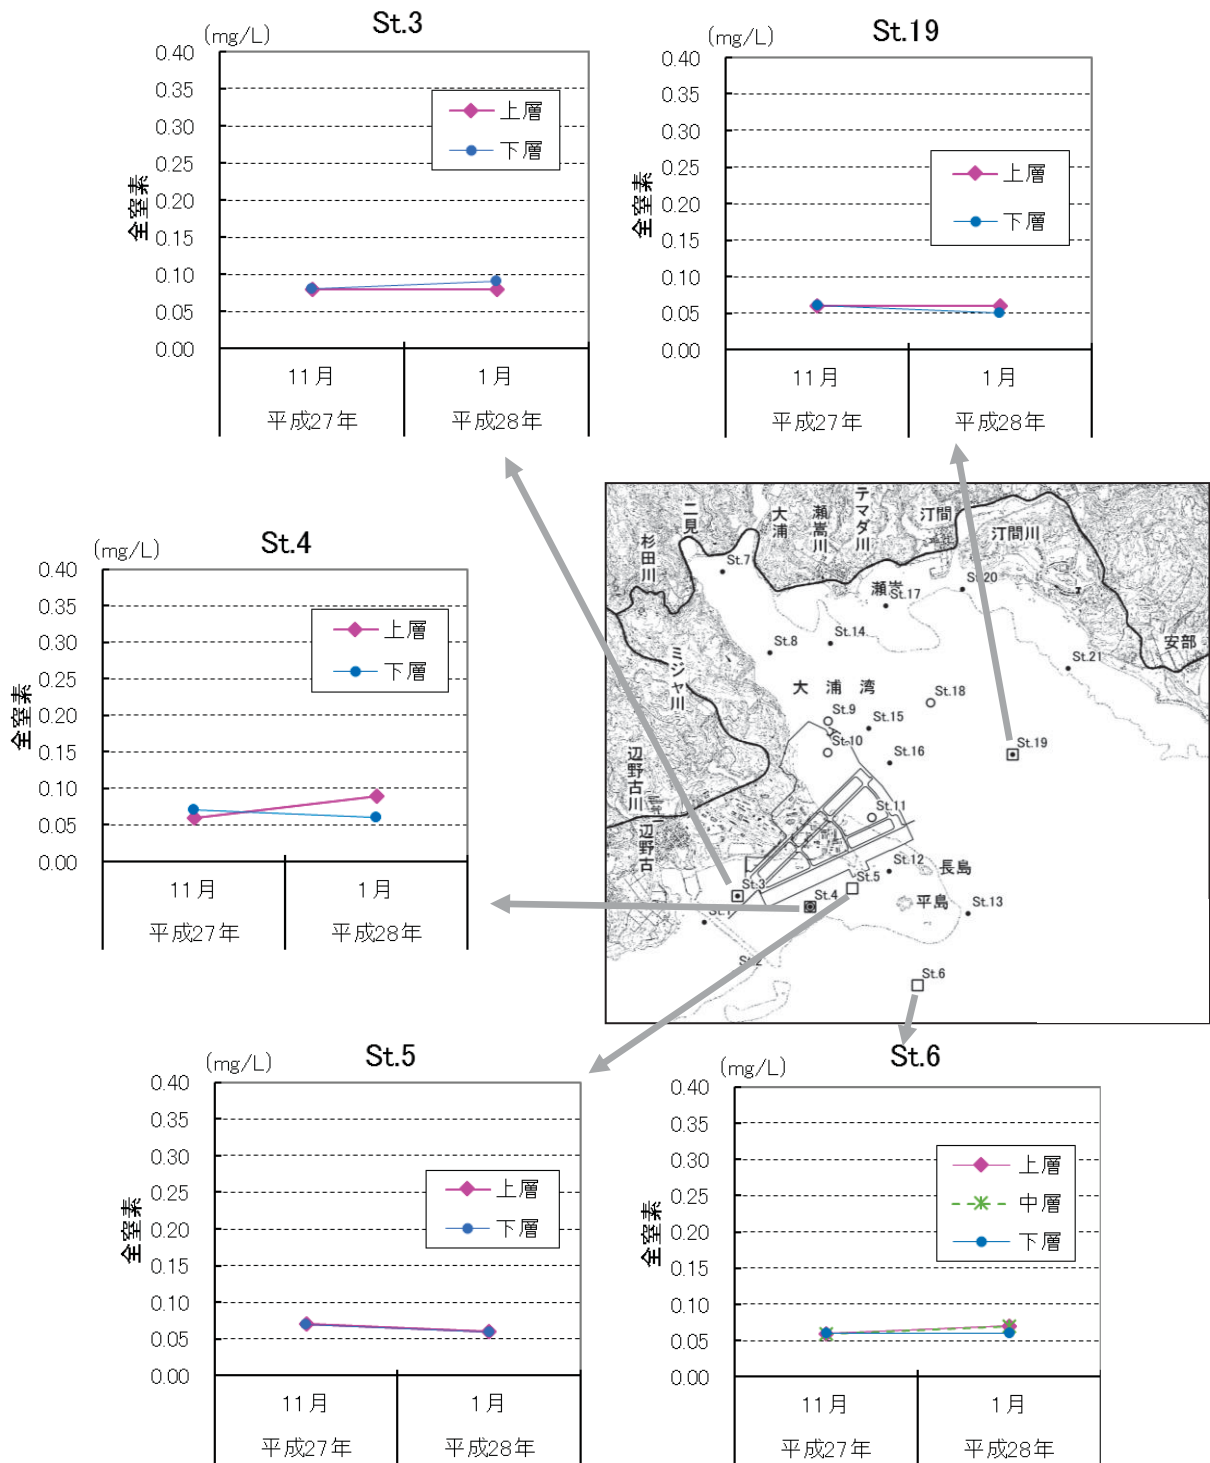 St.3
(mg/L)
全窒素
0.40
0.35
0.30
0.25
0.20
0.15
0.10
0.05
0.00
上層
下層
11月
1月
平成27年
平成28年
St.19
(mg/L)
全窒素
0.40
0.35
0.30
0.25
0.20
0.15
0.10
0.05
0.00
上層
下層
11月
1月
平成27年
平成28年
St.4
(mg/L)
全窒素
0.40
0.35
0.30
0.25
0.20
0.15
0.10
0.05
0.00
上層
下層
11月
1月
平成27年
平成28年
杉田川
二見
大浦
瀬嵩川
テマダ川
汀間
汀間川
St.7
瀬嵩
St.17
St.20
St.8
St.14
安部
St.21
ミジャ川
大浦湾
St.18
St.9
St.15
St.10
St.16
St.19
辺野古川
辺野古
St.11
St.12
長島
St.3
St.4
St.5
平島
St.13
St.1
St.2
St.6
St.5
(mg/L)
全窒素
0.40
0.35
0.30
0.25
0.20
0.15
0.10
0.05
0.00
上層
下層
11月
1月
平成27年
平成28年
St.6
(mg/L)
全窒素
0.40
0.35
0.30
0.25
0.20
0.15
0.10
0.05
0.00
上層
中層
下層
11月
1月
平成27年
平成28年